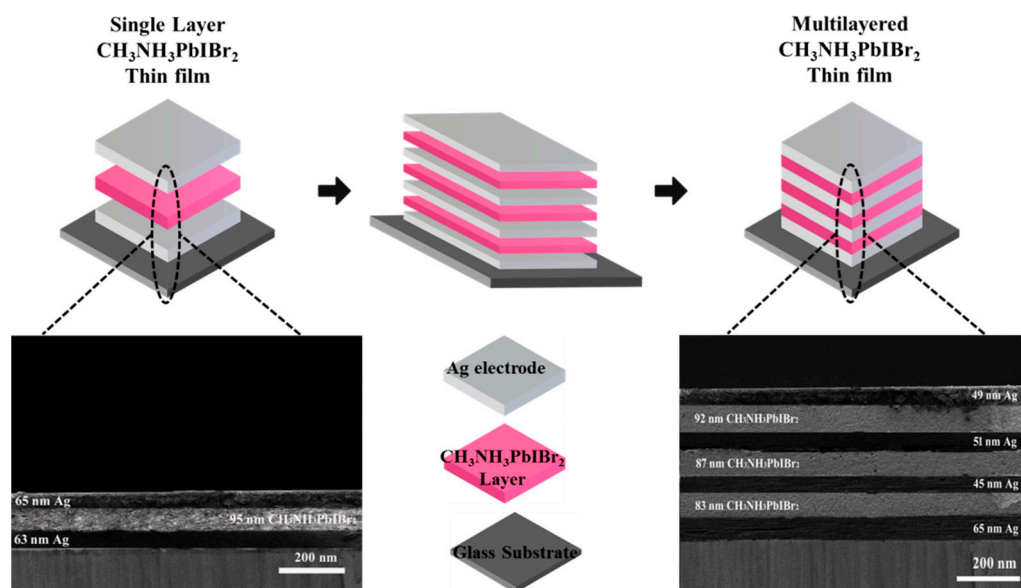 Single Layer
CH₃NH₃PbIBr₂
Thin film
Multilayered
CH₃NH₃PbIBr₂
Thin film
Ag electrode
CH₃NH₃PbIBr₂
Layer
Glass Substrate
65 nm Ag
95 nm CH₃NH₃PbIBr₂
63 nm Ag
200 nm
49 nm Ag
92 nm CH₃NH₃PbIBr₂
51 nm Ag
87 nm CH₃NH₃PbIBr₂
45 nm Ag
83 nm CH₃NH₃PbIBr₂
65 nm Ag
200 nm